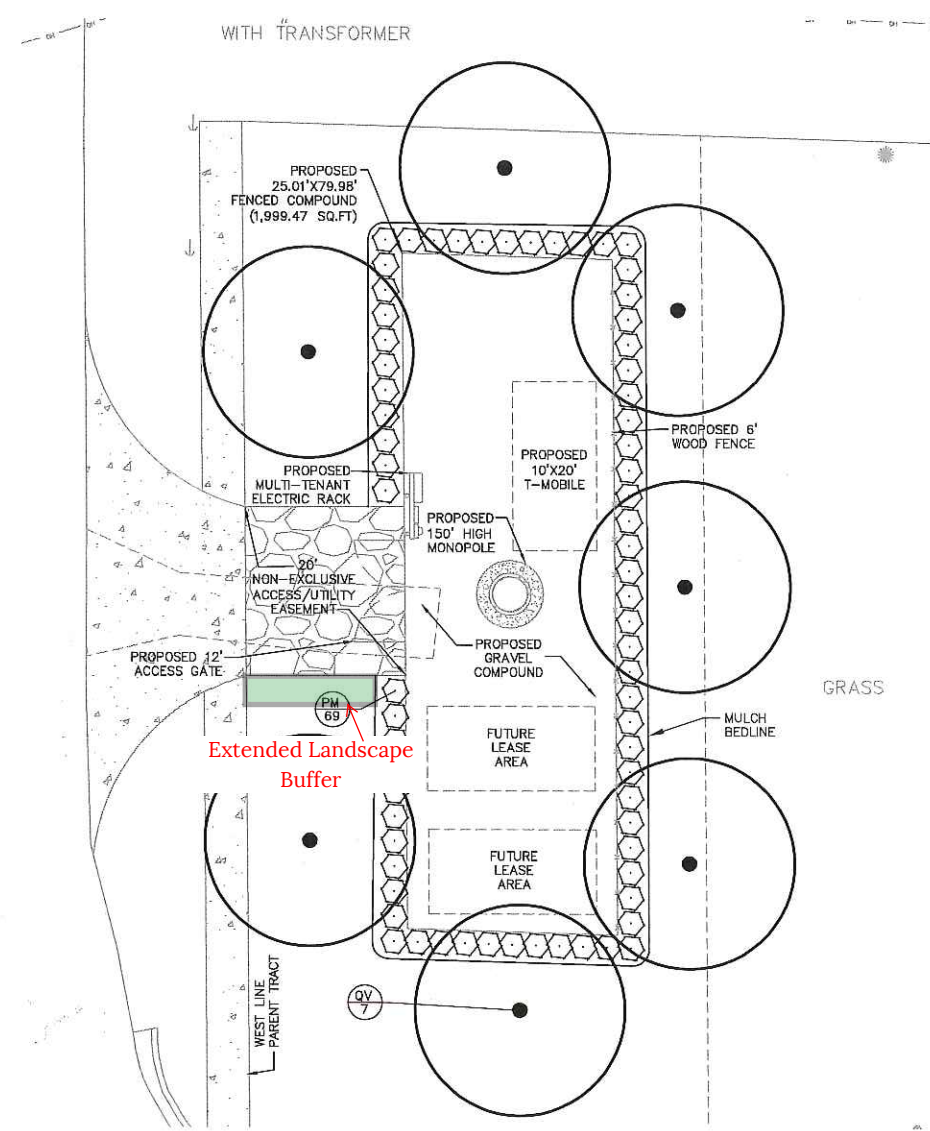 OH
OH
OH
WITH TRANSFORMER
PROPOSED
25.01'X79.98'
FENCED COMPOUND
(1,999.47 SQ.FT)
PROPOSED 6'
WOOD FENCE
PROPOSED
10'X20'
T-MOBILE
PROPOSED
MULTI-TENANT
ELECTRIC RACK
PROPOSED
150' HIGH
MONOPOLE
20'
NON-EXCLUSIVE
ACCESS/UTILITY
EASEMENT
PROPOSED 12'
ACCESS GATE
PROPOSED
GRAVEL
COMPOUND
GRASS
PM
69
MULCH
BEDLINE
Extended Landscape
Buffer
FUTURE
LEASE
AREA
FUTURE
LEASE
AREA
QV
7
WEST LINE
PARENT TRACT